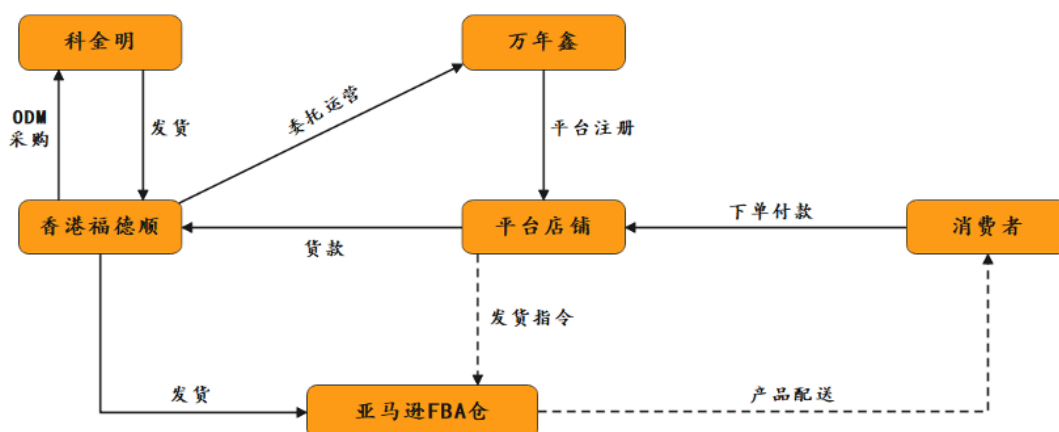 科金明
万年鑫
ODM
采购
发货
委托运营
平台注册
香港福德顺
平台店铺
下单付款
消费者
货款
发货指令
发货
亚马逊FBA仓
产品配送